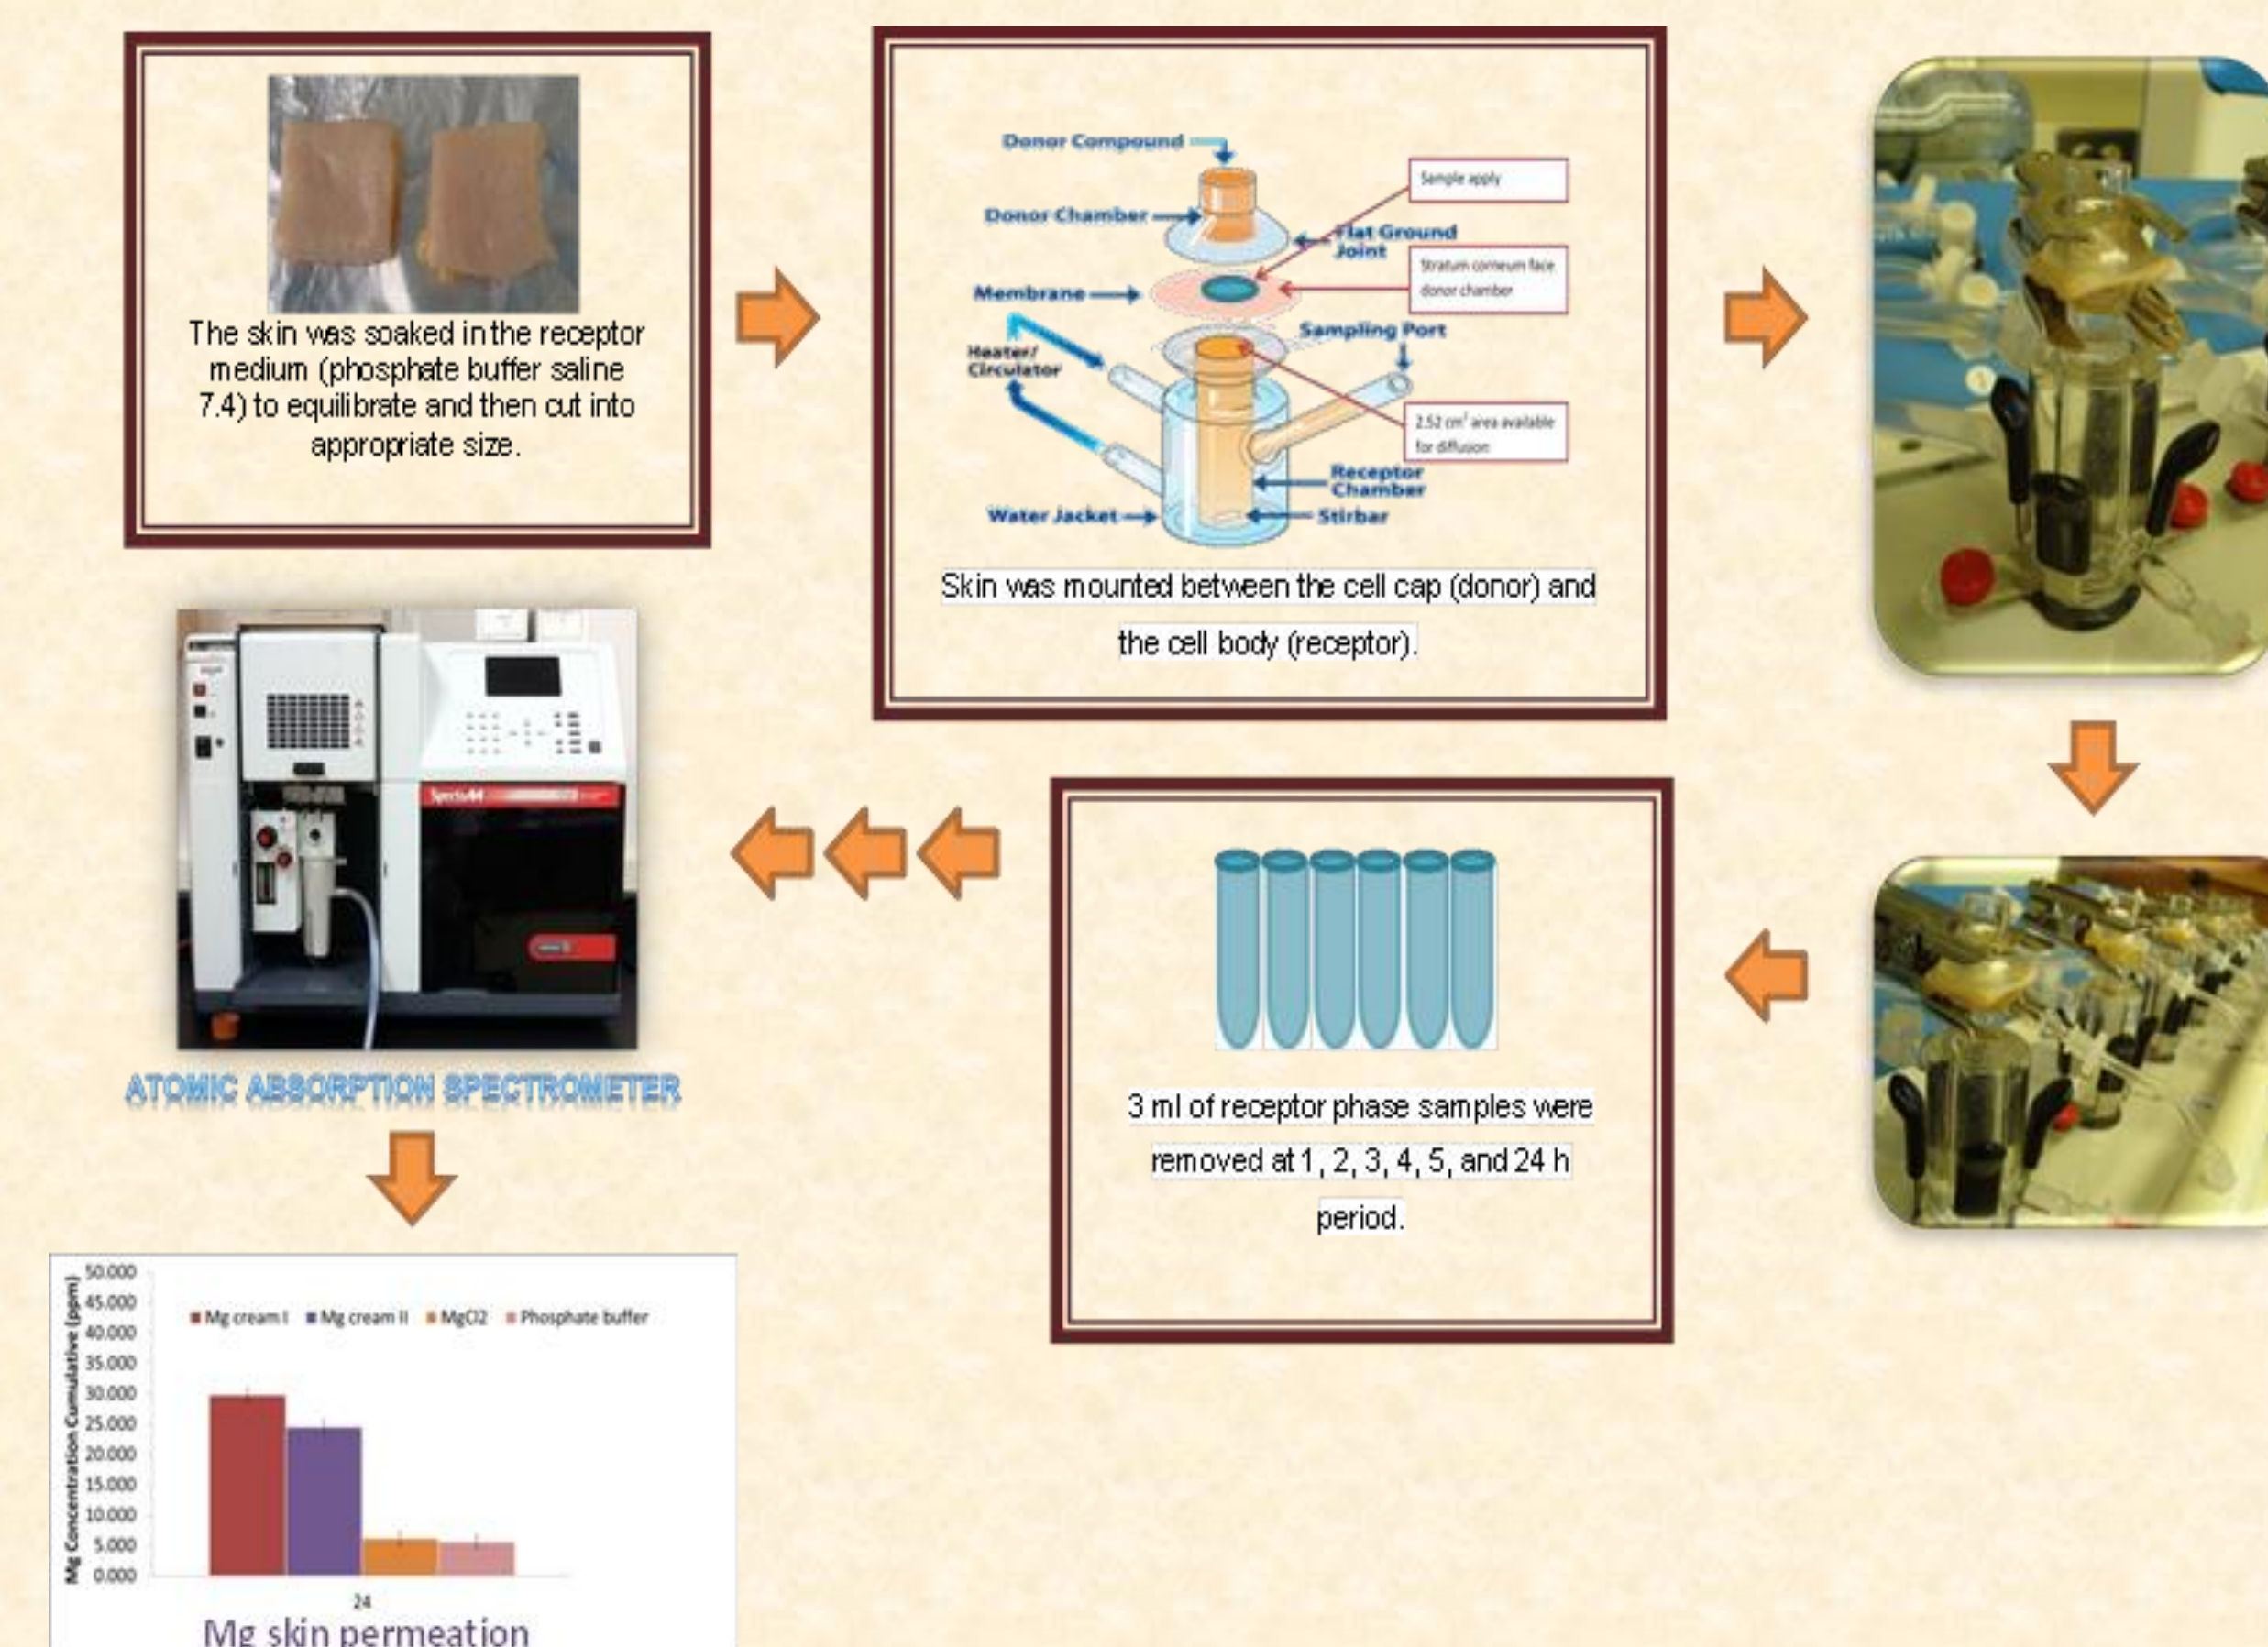 The skin was soaked in the receptor
medium (phosphate buffer saline
7.4) to equilibrate and then cut into
appropriate size.
Donor Compound
Donor Chamber
Flat Ground
Joint
Membrane
Heater/
Circulator
Sampling Port
Receptor
Chamber
Water Jacket
Stirbar
Sample apply
Stratum corneum face
donor chamber
2.52 cm² area available
for diffusion
Skin was mounted between the cell cap (donor) and
the cell body (receptor).
3 ml of receptor phase samples were
removed at 1, 2, 3, 4, 5, and 24 h
period.
SpectrAA
ATOMIC ABSORPTION SPECTROMETER
Mg Concentration Cumulative (ppm)
50.000
45.000
40.000
35.000
30.000
25.000
20.000
15.000
10.000
5.000
0.000
Mg cream I Mg cream II MgCl2 Phosphate buffer
24
Mg skin permeation